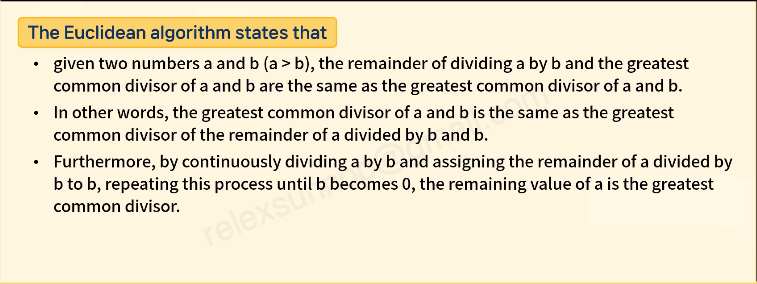 The Euclidean algorithm states that
• given two numbers a and b (a > b), the remainder of dividing a by b and the greatest
common divisor of a and b are the same as the greatest common divisor of a and b.
• In other words, the greatest common divisor of a and b is the same as the greatest
common divisor of the remainder of a divided by b and b.
• Furthermore, by continuously dividing a by b and assigning the remainder of a divided by
b to b, repeating this process until b becomes 0, the remaining value of a is the greatest
common divisor.